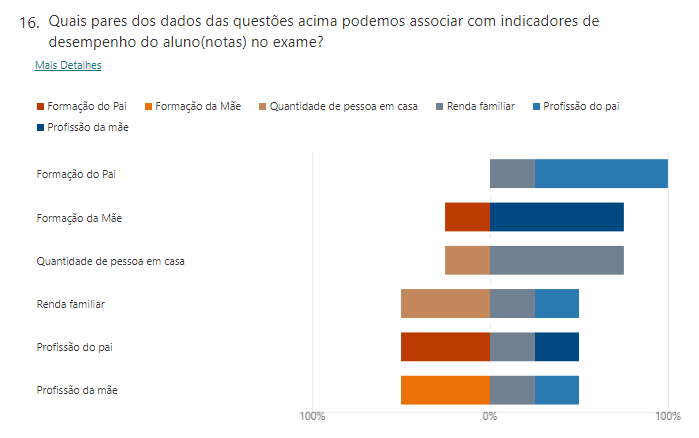 16. Quais pares dos dados das questões acima podemos associar com indicadores de
desempenho do aluno(notas) no exame?
Mais Detalhes
Formação do Pai Formação da Mãe Quantidade de pessoa em casa Renda familiar Profissão do pai
Profissão da mãe
Formação do Pai
Formação da Mãe
Quantidade de pessoa em casa
Renda familiar
Profissão do pai
Profissão da mãe
100% 0% 100%